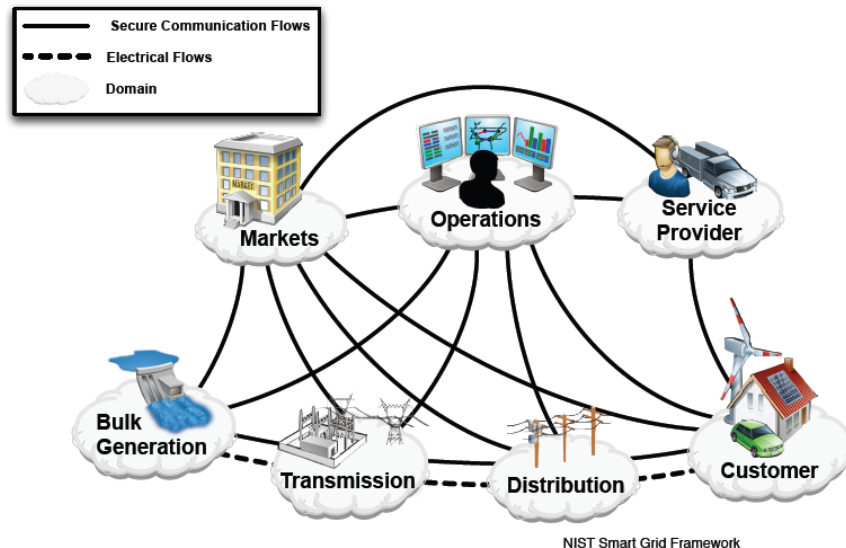 Secure Communication Flows
Electrical Flows
Domain
MARKET
Markets
Operations
Service
Provider
Bulk
Generation
Transmission
Distribution
Customer
NIST Smart Grid Framework